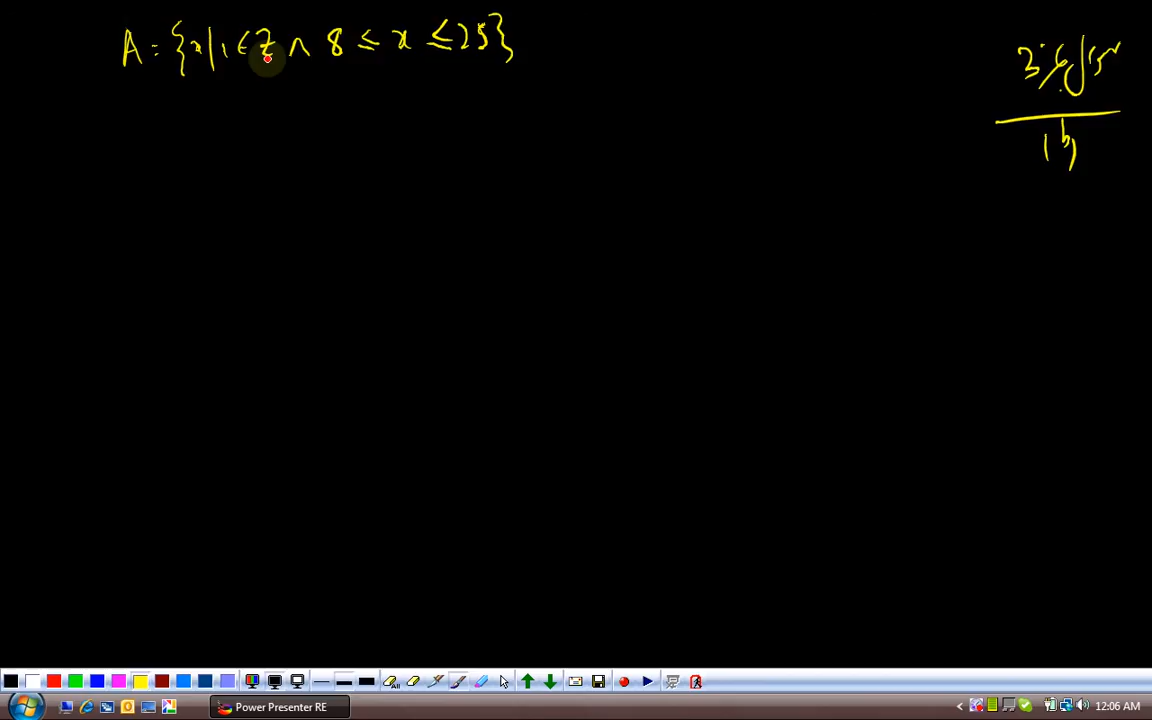 A = {x | x ∈ Z ∧ 8 ≤ x ≤ 25}
Power Presenter RE
12:06 AM